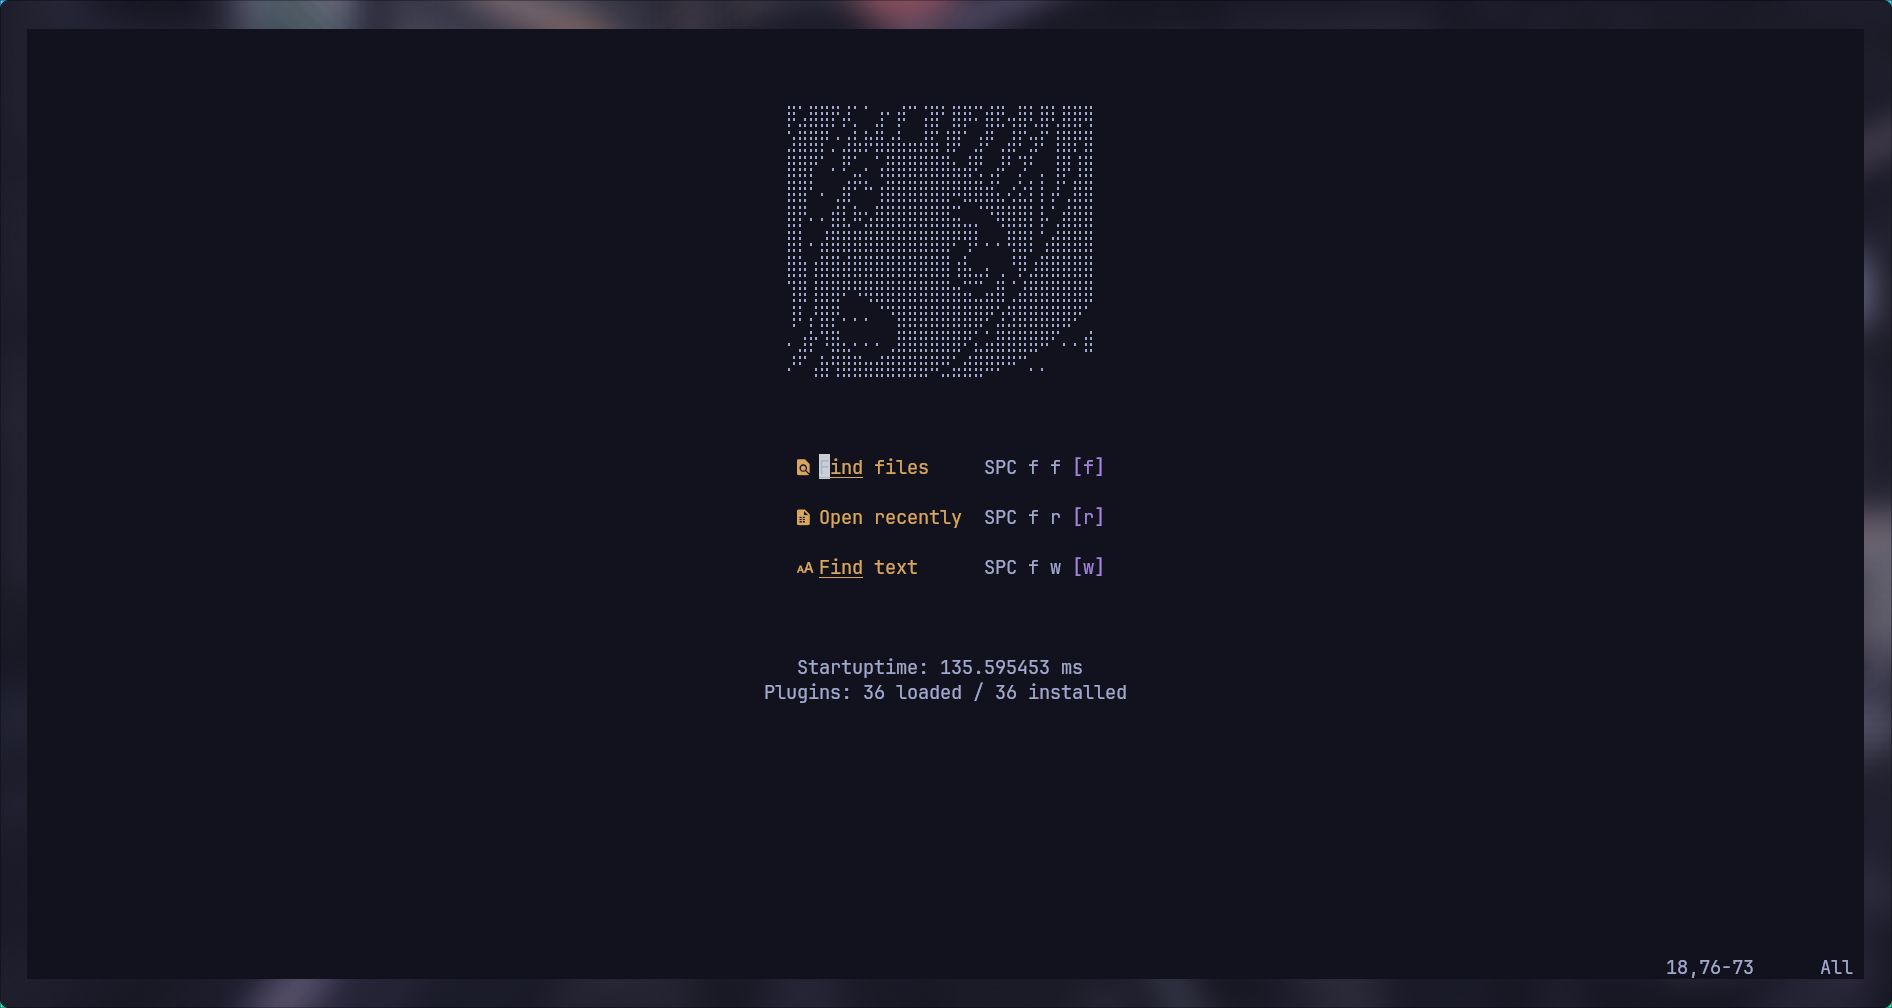 Find files SPC f f [f]
Open recently SPC f r [r]
Find text SPC f w [w]
Startuptime: 135.595453 ms
Plugins: 36 loaded / 36 installed
18,76-73 All